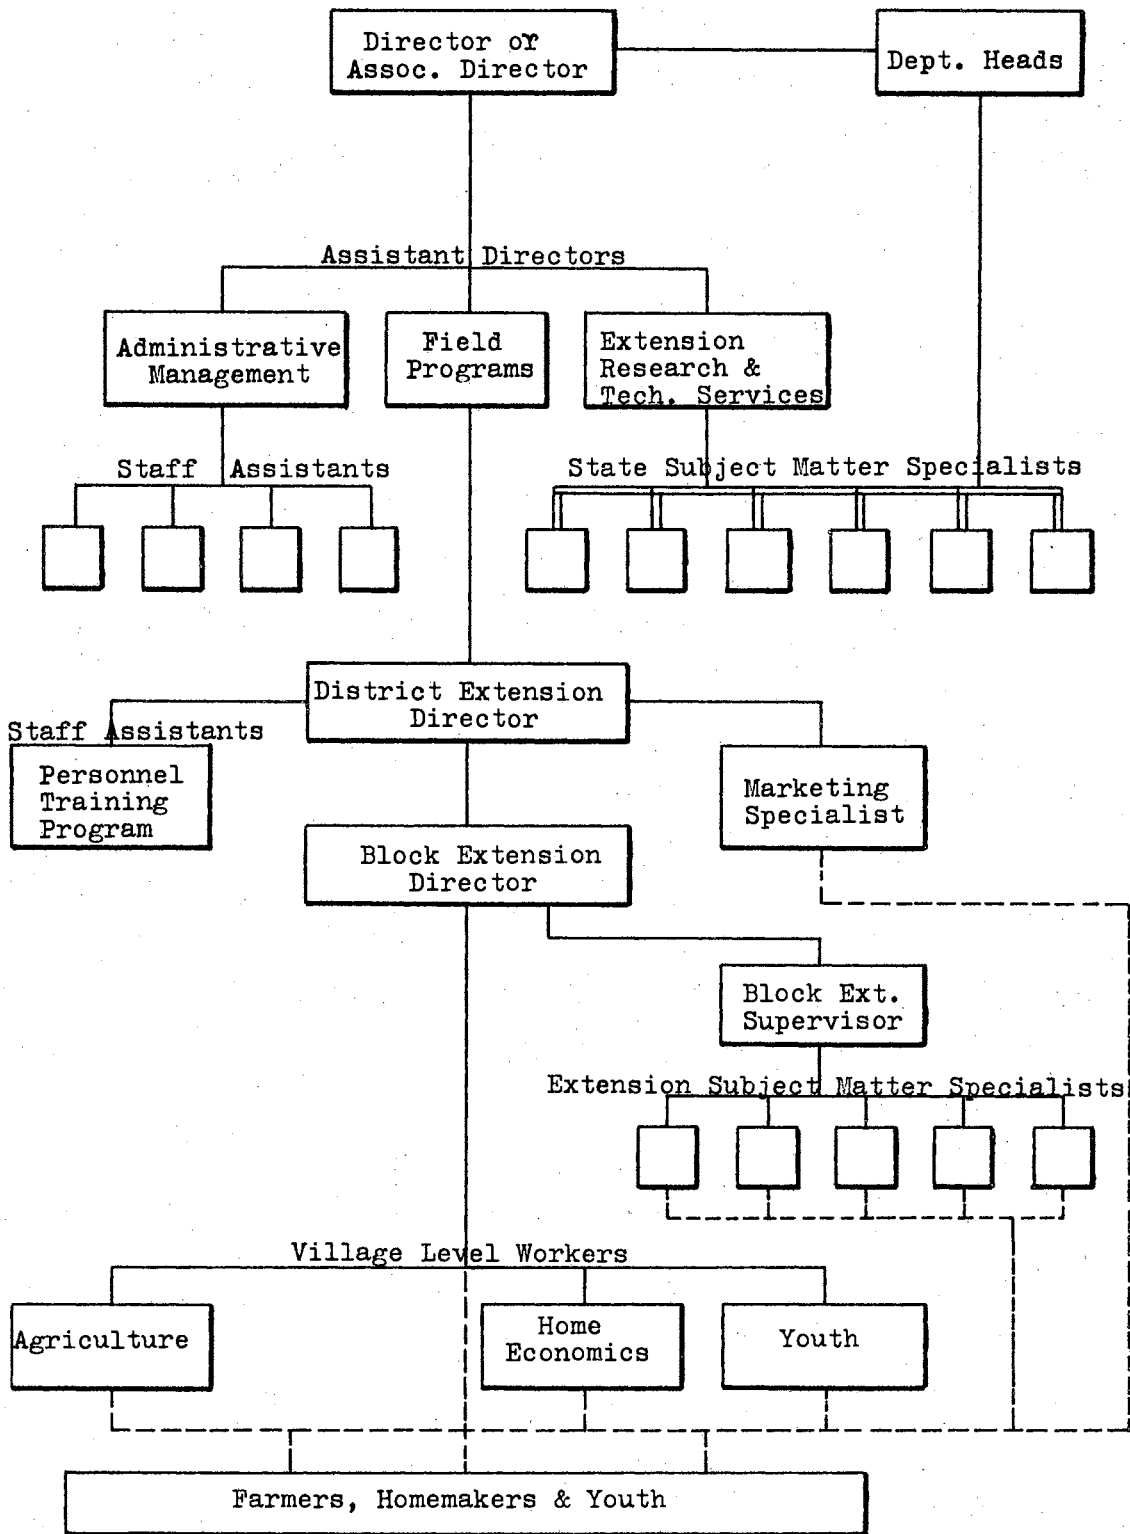 Director or
Assoc. Director
Dept. Heads
Assistant Directors
Administrative
Management
Field
Programs
Extension
Research &
Tech. Services
Staff Assistants
State Subject Matter Specialists
District Extension
Director
Staff Assistants
Personnel
Training
Program
Marketing
Specialist
Block Extension
Director
Block Ext.
Supervisor
Extension Subject Matter Specialists
Village Level Workers
Agriculture
Home
Economics
Youth
Farmers, Homemakers & Youth